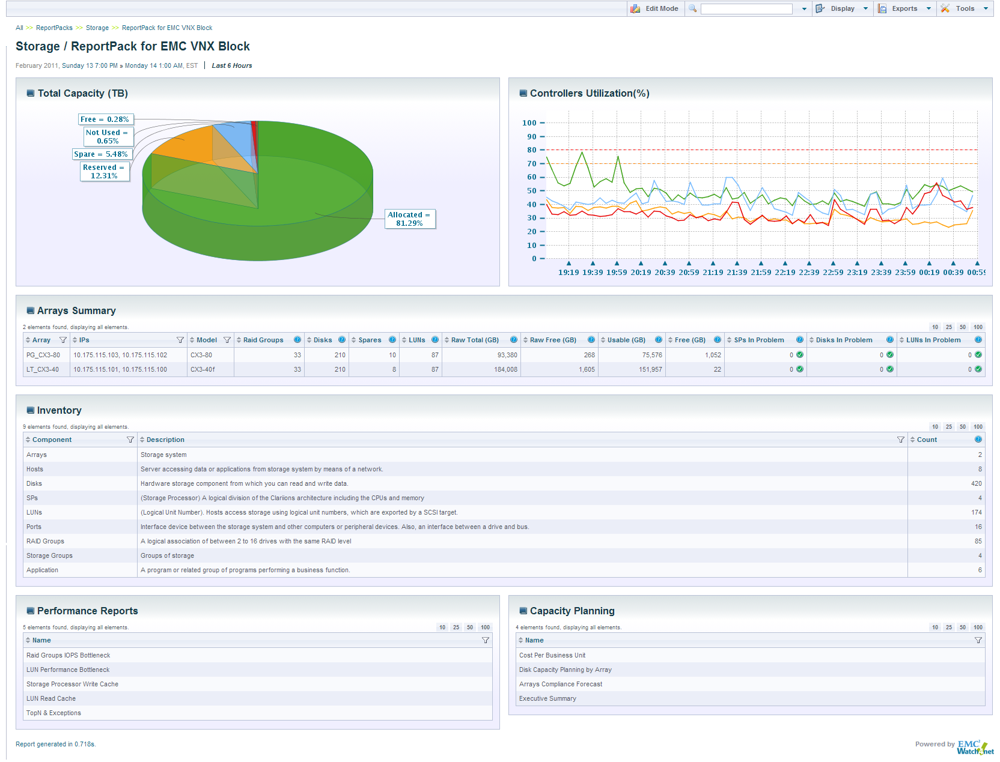 Edit Mode Display Exports Tools
All >> ReportPacks >> Storage >> ReportPack for EMC VNX Block
Storage / ReportPack for EMC VNX Block
February 2011, Sunday 13 7:00 PM » Monday 14 1:00 AM, EST | Last 6 Hours
Total Capacity (TB)
Free = 0.28%
Not Used =
0.65%
Spare = 5.48%
Reserved =
12.31%
Allocated =
81.29%
Controllers Utilization(%)
100
90
80
70
60
50
40
30
20
10
0
19:19 19:39 19:59 20:19 20:39 20:59 21:19 21:39 21:59 22:19 22:39 22:59 23:19 23:39 23:59 00:19 00:39 00:59
Arrays Summary
2 elements found, displaying all elements.
10 25 50 100
Array IPs Model Raid Groups Disks Spares LUNs Raw Total (GB) Raw Free (GB) Usable (GB) Free (GB) SPs In Problem Disks In Problem LUNs In Problem
PG_CX3-80 10.175.115.103, 10.175.115.102 CX3-80 33 210 10 87 93,380 268 75,576 1,052 0 0 0
LT_CX3-40 10.175.115.101, 10.175.115.100 CX3-40f 33 210 8 87 184,008 1,605 151,957 22 0 0 0
Inventory
9 elements found, displaying all elements.
10 25 50 100
Component Description Count
Arrays Storage system 2
Hosts Server accessing data or applications from storage system by means of a network. 8
Disks Hardware storage component from which you can read and write data. 420
SPs (Storage Processor) A logical division of the Clariions architecture including the CPUs and memory 4
LUNs (Logical Unit Number). Hosts access storage using logical unit numbers, which are exported by a SCSI target. 174
Ports Interface device between the storage system and other computers or peripheral devices. Also, an interface between a drive and bus. 16
RAID Groups A logical association of between 2 to 16 drives with the same RAID level 85
Storage Groups Groups of storage 4
Application A program or related group of programs performing a business function. 6
Performance Reports
5 elements found, displaying all elements.
10 25 50 100
Name
Raid Groups IOPS Bottleneck
LUN Performance Bottleneck
Storage Processor Write Cache
LUN Read Cache
TopN & Exceptions
Capacity Planning
4 elements found, displaying all elements.
10 25 50 100
Name
Cost Per Business Unit
Disk Capacity Planning by Array
Arrays Compliance Forecast
Executive Summary
Report generated in 0.718s.
Powered by EMC²
Watch4net